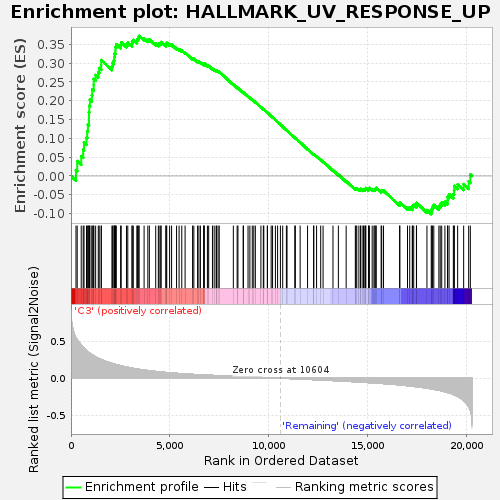 Enrichment plot: HALLMARK_UV_RESPONSE_UP
Enrichment score (ES)
0.35
0.30
0.25
0.20
0.15
0.10
0.05
0.00
-0.05
-0.10
Ranked list metric (Signal2Noise)
'C3' (positively correlated)
0.5
0.0
-0.5
Zero cross at 10604
'Remaining' (negatively correlated)
0 5,000 10,000 15,000 20,000
Rank in Ordered Dataset
Enrichment profile Hits Ranking metric scores